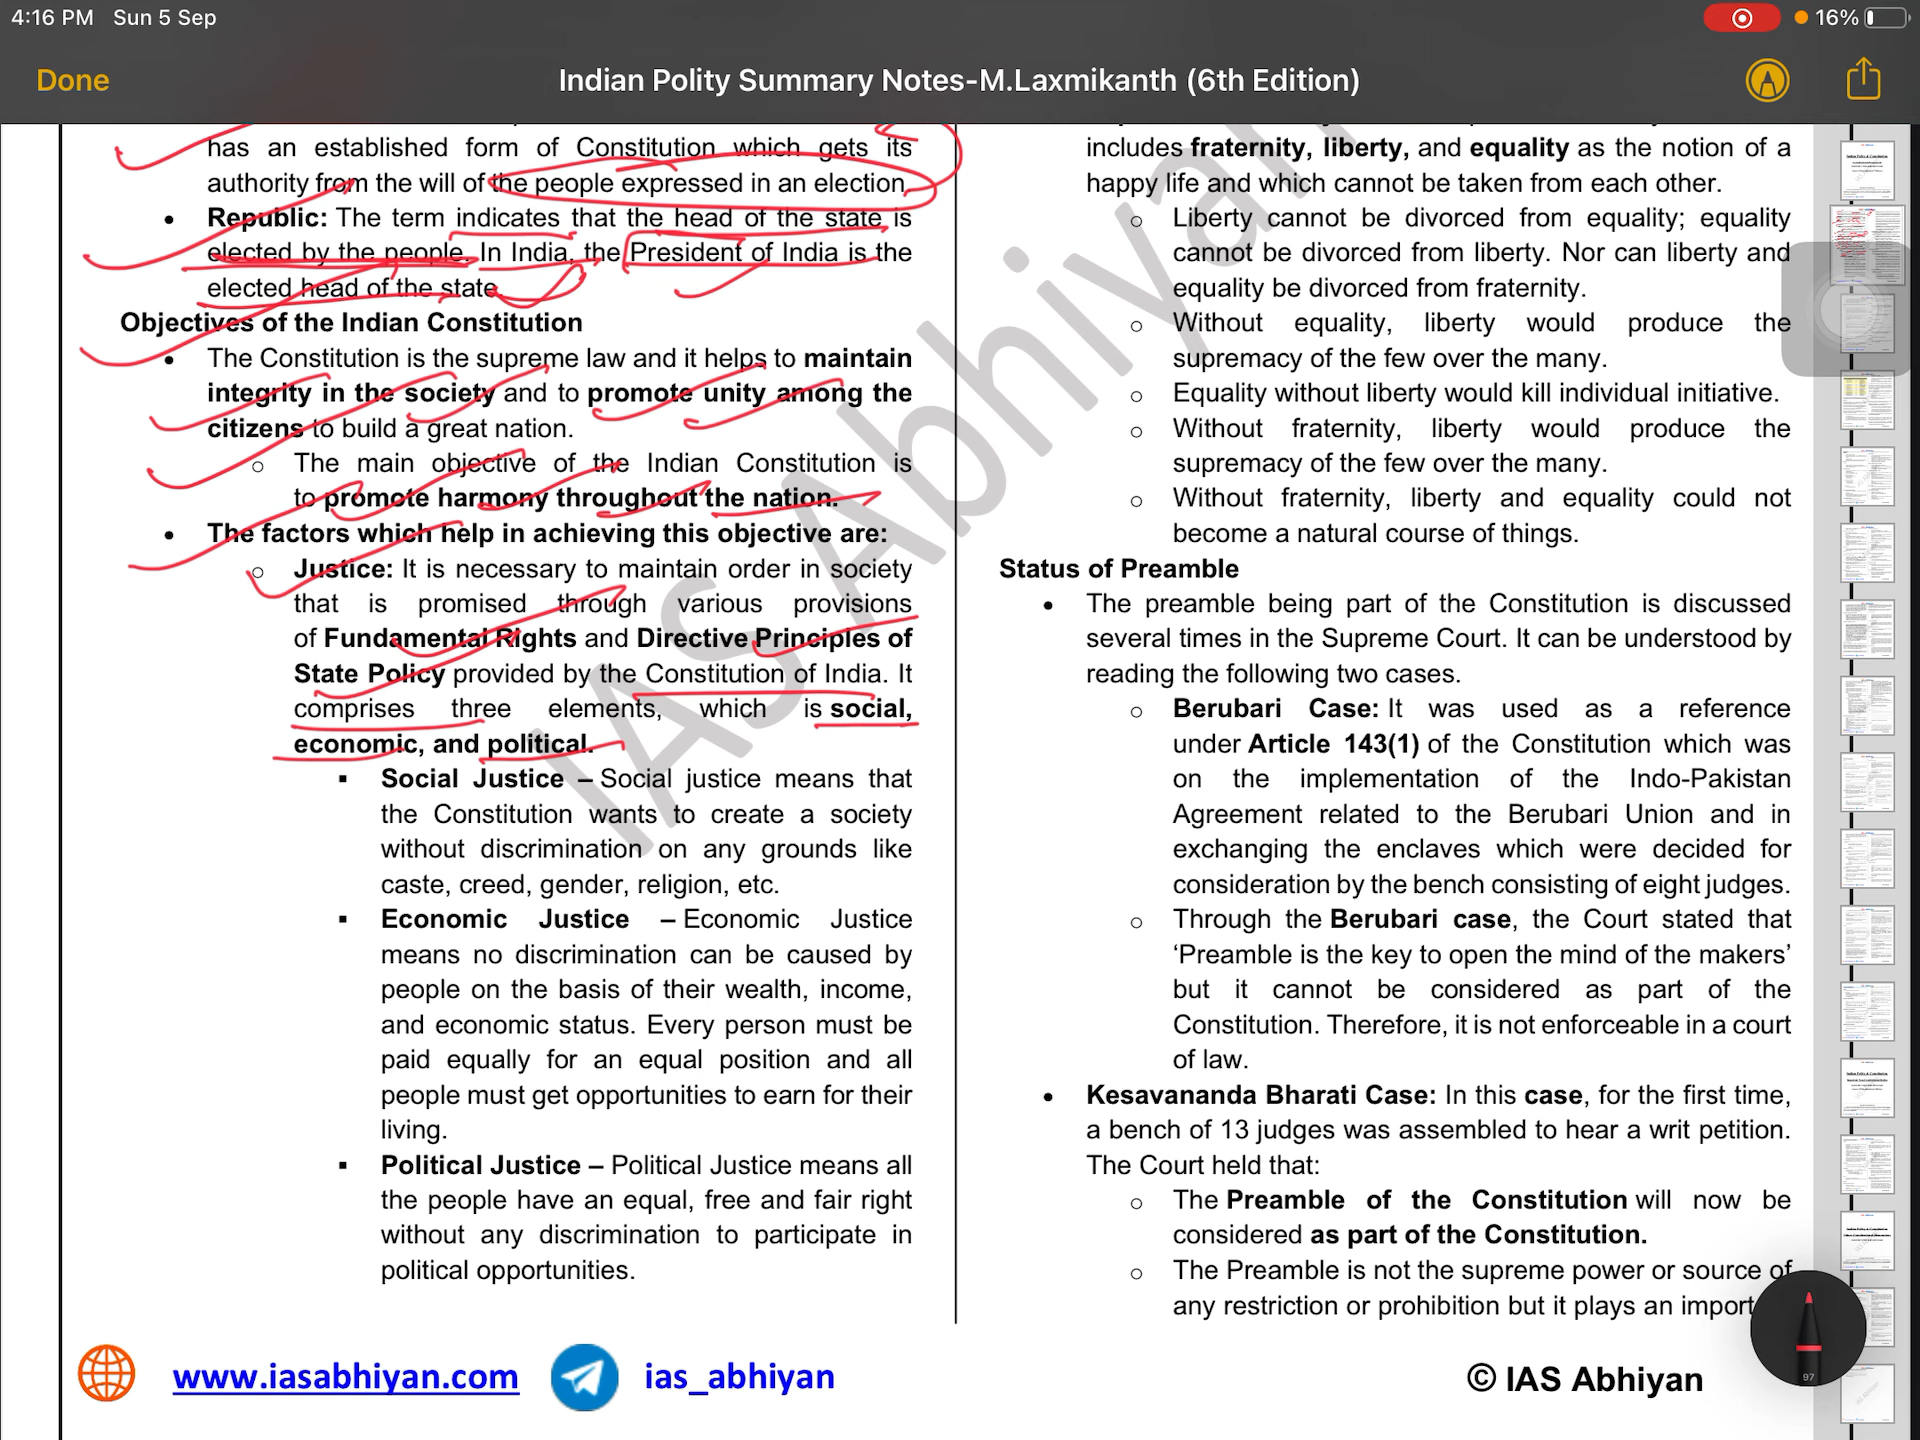 4:16 PM Sun 5 Sep
16%
Done
Indian Polity Summary Notes-M.Laxmikanth (6th Edition)
has an established form of Constitution which gets its
authority from the will of the people expressed in an election.
• Republic: The term indicates that the head of the state is
elected by the people. In India, the President of India is the
elected head of the state.
Objectives of the Indian Constitution
• The Constitution is the supreme law and it helps to maintain
integrity in the society and to promote unity among the
citizens to build a great nation.
o The main objective of the Indian Constitution is
to promote harmony throughout the nation.
• The factors which help in achieving this objective are:
o Justice: It is necessary to maintain order in society
that is promised through various provisions
of Fundamental Rights and Directive Principles of
State Policy provided by the Constitution of India. It
comprises three elements, which is social,
economic, and political.
▪ Social Justice – Social justice means that
the Constitution wants to create a society
without discrimination on any grounds like
caste, creed, gender, religion, etc.
▪ Economic Justice – Economic Justice
means no discrimination can be caused by
people on the basis of their wealth, income,
and economic status. Every person must be
paid equally for an equal position and all
people must get opportunities to earn for their
living.
▪ Political Justice – Political Justice means all
the people have an equal, free and fair right
without any discrimination to participate in
political opportunities.
includes fraternity, liberty, and equality as the notion of a
happy life and which cannot be taken from each other.
o Liberty cannot be divorced from equality; equality
cannot be divorced from liberty. Nor can liberty and
equality be divorced from fraternity.
o Without equality, liberty would produce the
supremacy of the few over the many.
o Equality without liberty would kill individual initiative.
o Without fraternity, liberty would produce the
supremacy of the few over the many.
o Without fraternity, liberty and equality could not
become a natural course of things.
Status of Preamble
• The preamble being part of the Constitution is discussed
several times in the Supreme Court. It can be understood by
reading the following two cases.
o Berubari Case: It was used as a reference
under Article 143(1) of the Constitution which was
on the implementation of the Indo-Pakistan
Agreement related to the Berubari Union and in
exchanging the enclaves which were decided for
consideration by the bench consisting of eight judges.
o Through the Berubari case, the Court stated that
‘Preamble is the key to open the mind of the makers’
but it cannot be considered as part of the
Constitution. Therefore, it is not enforceable in a court
of law.
• Kesavananda Bharati Case: In this case, for the first time,
a bench of 13 judges was assembled to hear a writ petition.
The Court held that:
o The Preamble of the Constitution will now be
considered as part of the Constitution.
o The Preamble is not the supreme power or source of
any restriction or prohibition but it plays an import
IAS Abhiyan
www.iasabhiyan.com
ias_abhiyan
© IAS Abhiyan
97